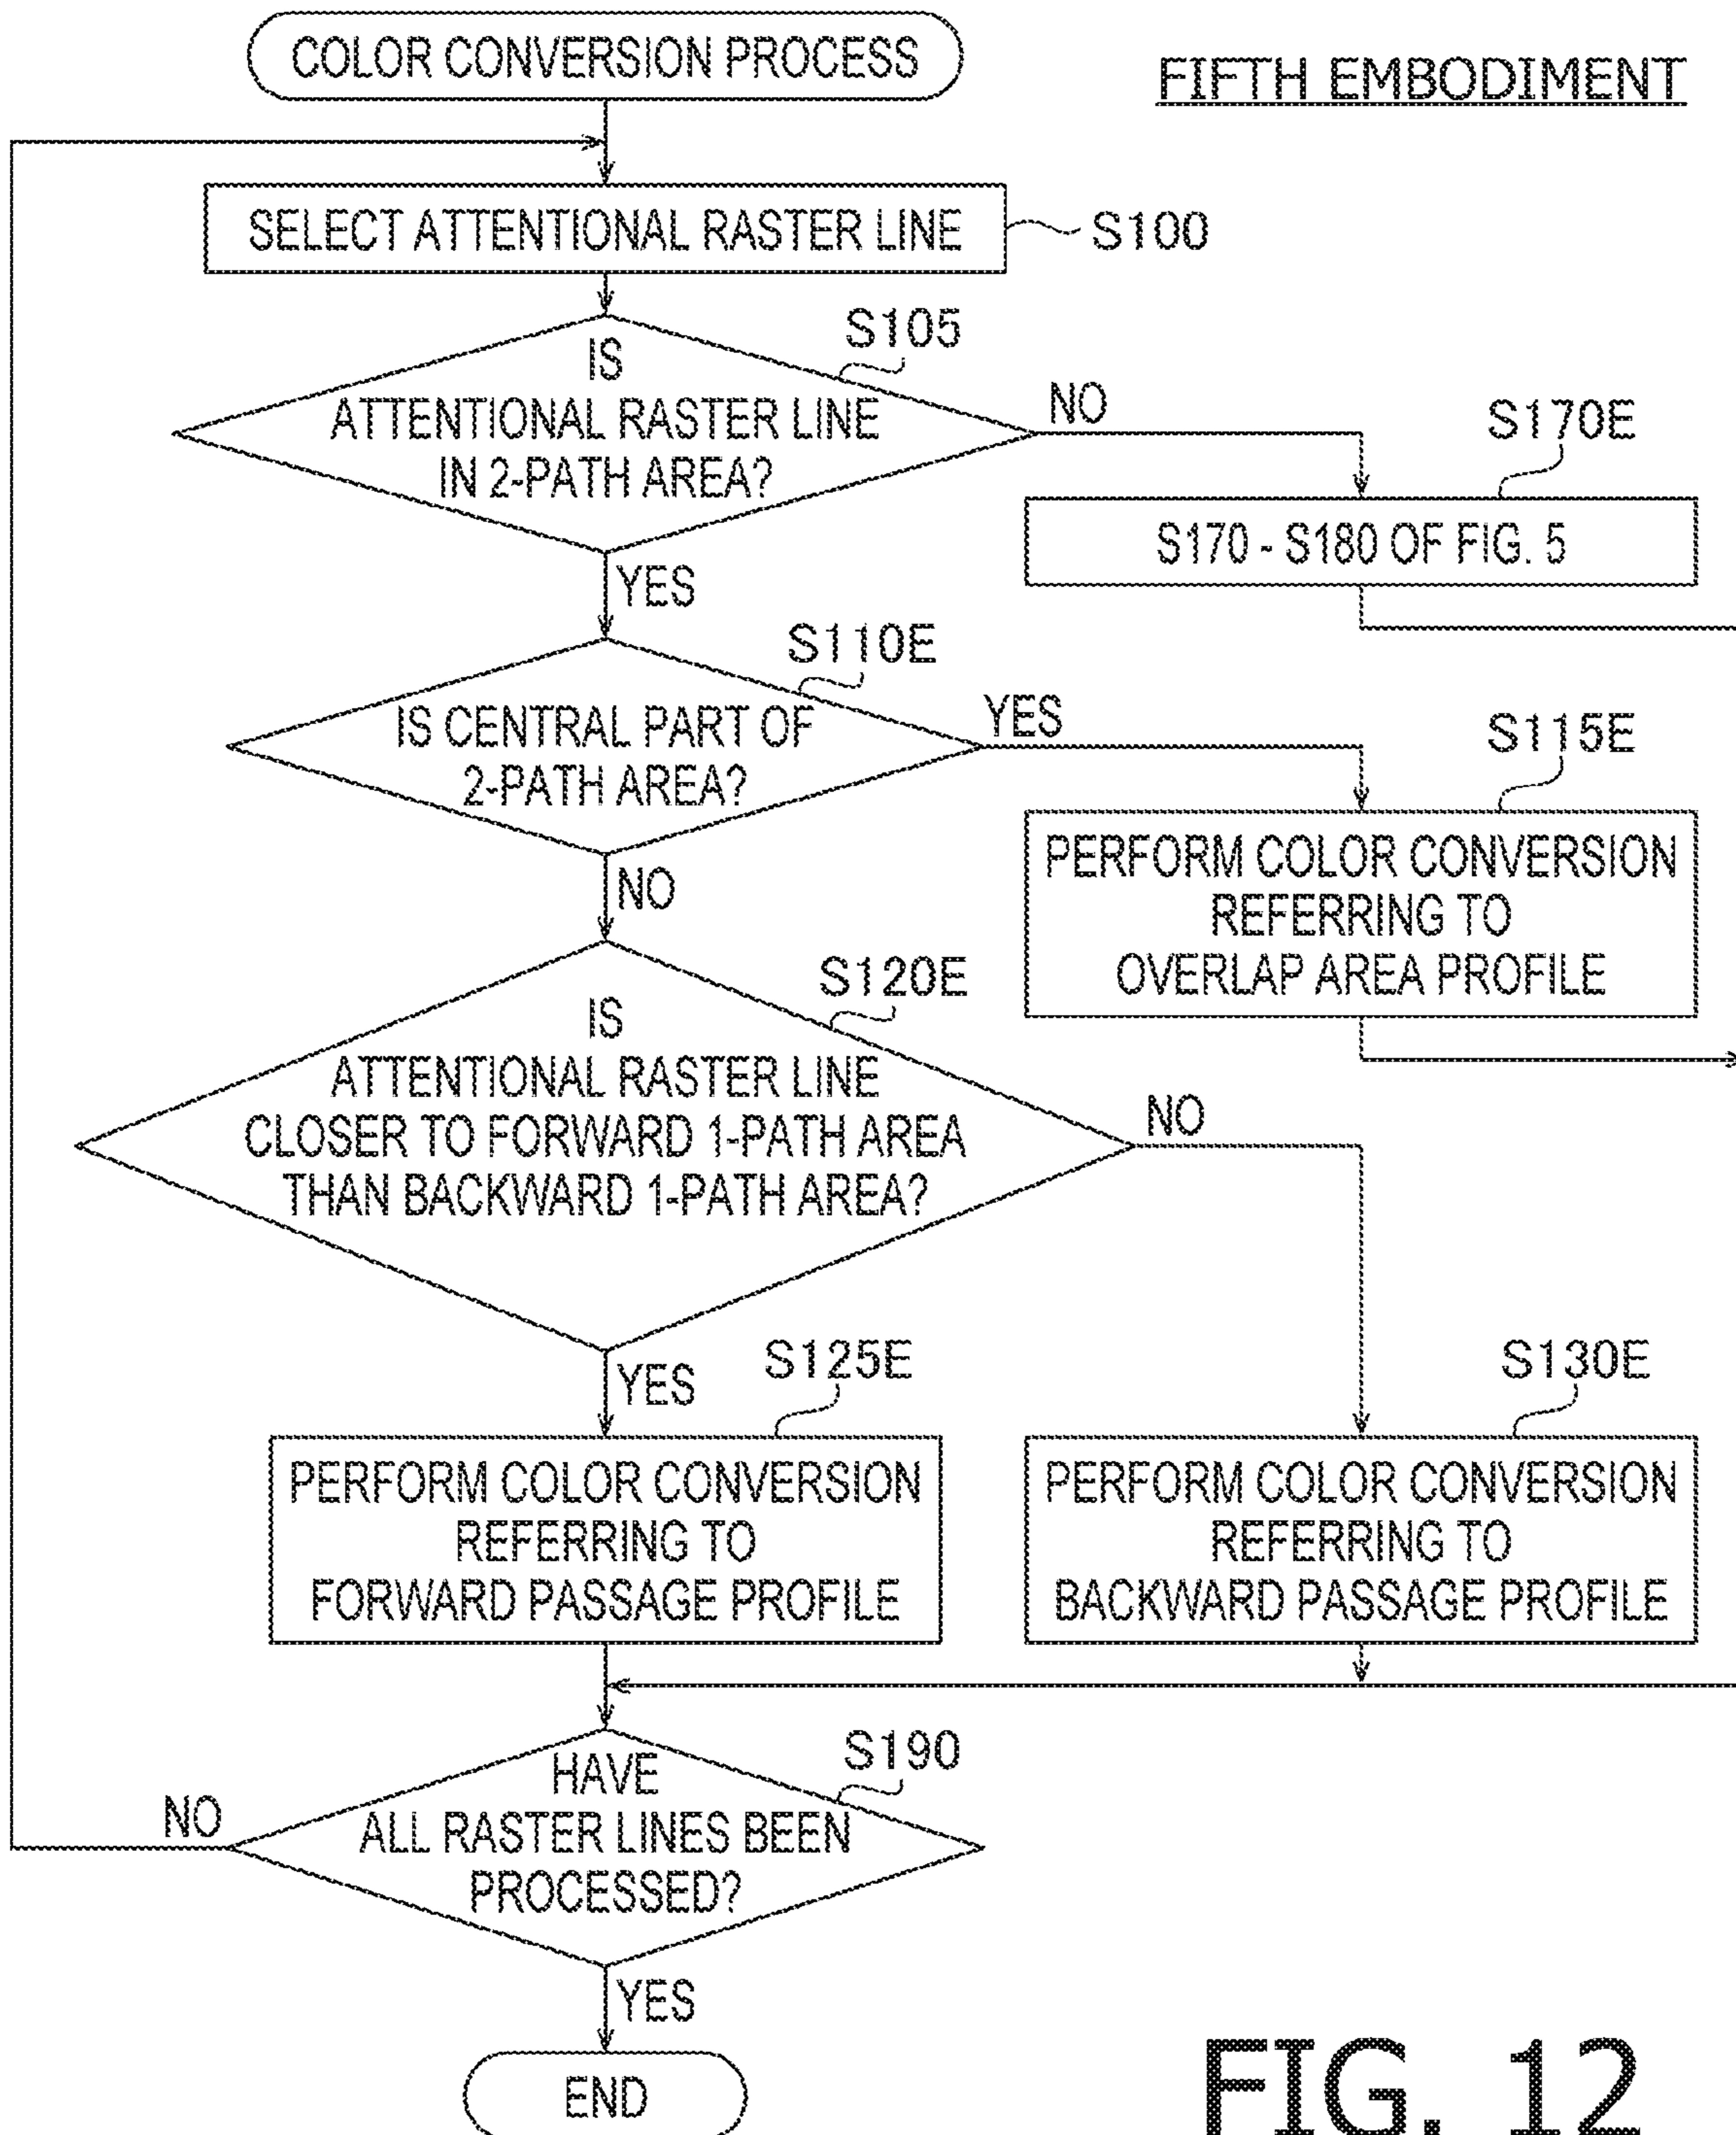 COLOR CONVERSION PROCESS
FIFTH EMBODIMENT
SELECT ATTENTIONAL RASTER LINE
S100
S105
IS
ATTENTIONAL RASTER LINE
IN 2-PATH AREA?
NO
S170E
S170 - S180 OF FIG. 5
YES
S110E
IS CENTRAL PART OF
2-PATH AREA?
YES
S115E
PERFORM COLOR CONVERSION
REFERRING TO
OVERLAP AREA PROFILE
NO
S120E
IS
ATTENTIONAL RASTER LINE
CLOSER TO FORWARD 1-PATH AREA
THAN BACKWARD 1-PATH AREA?
NO
YES
S125E
PERFORM COLOR CONVERSION
REFERRING TO
FORWARD PASSAGE PROFILE
S130E
PERFORM COLOR CONVERSION
REFERRING TO
BACKWARD PASSAGE PROFILE
S190
HAVE
ALL RASTER LINES BEEN
PROCESSED?
NO
YES
END
FIG. 12